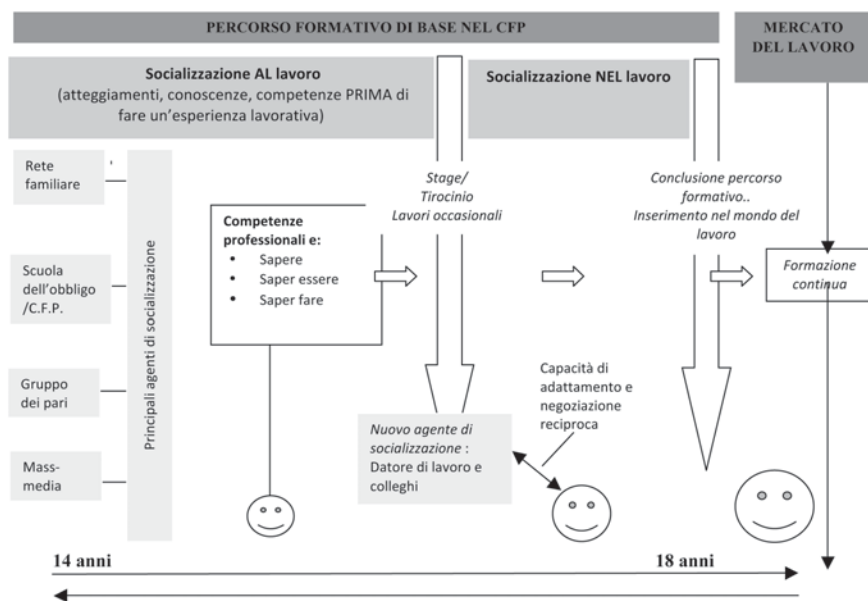 PERCORSO FORMATIVO DI BASE NEL CFP
MERCATO
DEL LAVORO
Socializzazione AL lavoro
(atteggiamenti, conoscenze, competenze PRIMA di
fare un'esperienza lavorativa)
Socializzazione NEL lavoro
Rete
familiare
Scuola
dell'obbligo
/C.F.P.
Gruppo
dei pari
Mass-
media
Principali agenti di socializzazione
Competenze
professionali e:
• Sapere
• Saper essere
• Saper fare
Stage/
Tirocinio
Lavori occasionali
Nuovo agente di
socializzazione :
Datore di lavoro e
colleghi
Capacità di
adattamento e
negoziazione
reciproca
Conclusione percorso
formativo..
Inserimento nel mondo del
lavoro
Formazione
continua
14 anni
18 anni